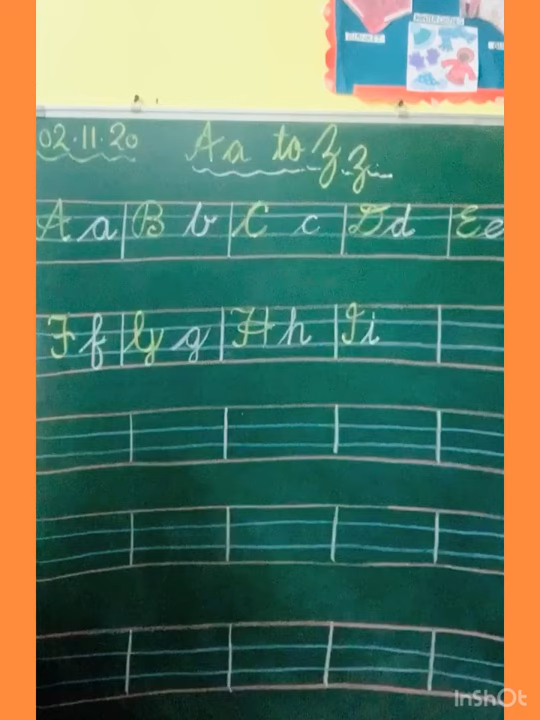 02.11.20 Aa to Zz
Aa Bb Cc Dd Ee
Ff Gg Hh Ii
InShOt